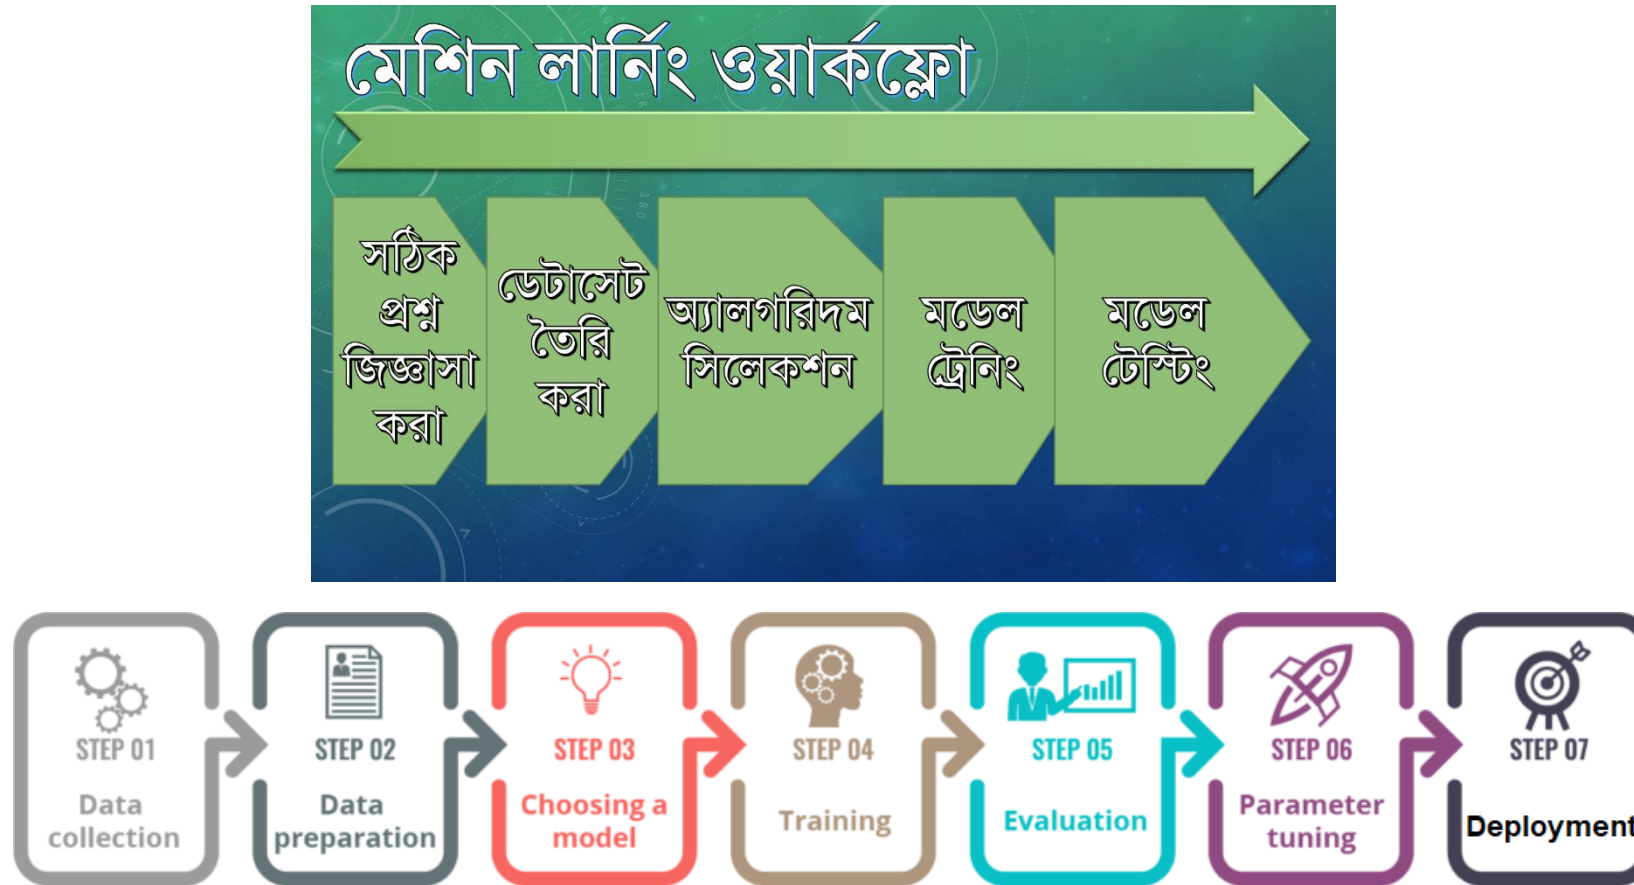 মেশিন লার্নিং ওয়ার্কফ্লো
সঠিক
প্রশ্ন
জিজ্ঞাসা
করা
ডেটাসেট
তৈরি
করা
অ্যালগরিদম
সিলেকশন
মডেল
ট্রেনিং
মডেল
টেস্টিং
STEP 01
Data
collection
STEP 02
Data
preparation
STEP 03
Choosing a
model
STEP 04
Training
STEP 05
Evaluation
STEP 06
Parameter
tuning
STEP 07
Deployment